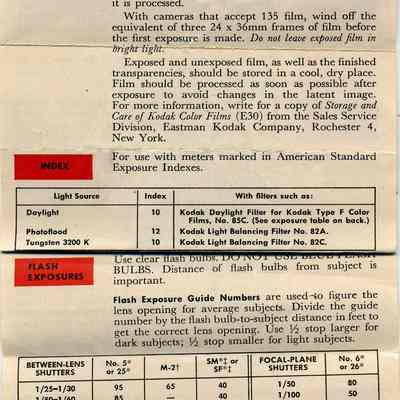 it is processed.
With cameras that accept 135 film, wind off the
equivalent of three 24 x 36mm frames of film before
the first exposure is made. Do not leave exposed film in
bright light.
Exposed and unexposed film, as well as the finished
transparencies, should be stored in a cool, dry place.
Film should be processed as soon as possible after
exposure to avoid changes in the latent image.
For more information, write for a copy of Storage and
Care of Kodak Color Films (E30) from the Sales Service
Division, Eastman Kodak Company, Rochester 4,
New York.
INDEX
For use with meters marked in American Standard
Exposure Indexes.
Light Source Index With filters such as:
Daylight 10 Kodak Daylight Filter for Kodak Type F Color
Films, No. 85C. (See exposure table on back.)
Photoflood 12 Kodak Light Balancing Filter No. 82A.
Tungsten 3200 K 10 Kodak Light Balancing Filter No. 82C.
FLASH
EXPOSURES
Use clear flash bulbs. DO NOT USE BLUE FLASH
BULBS. Distance of flash bulbs from subject is
important.
Flash Exposure Guide Numbers are used to figure the
lens opening for average subjects. Divide the guide
number by the flash bulb-to-subject distance in feet to
get the correct lens opening. Use ½ stop larger for
dark subjects; ½ stop smaller for light subjects.
BETWEEN-LENS
SHUTTERS No. 5*
or 25* M-2† SM*‡ or
SF*‡ FOCAL-PLANE
SHUTTERS No. 6*
or 26*
1/25–1/30 95 65 40 1/50 80
1/50–1/60 85 — 40 1/100 50